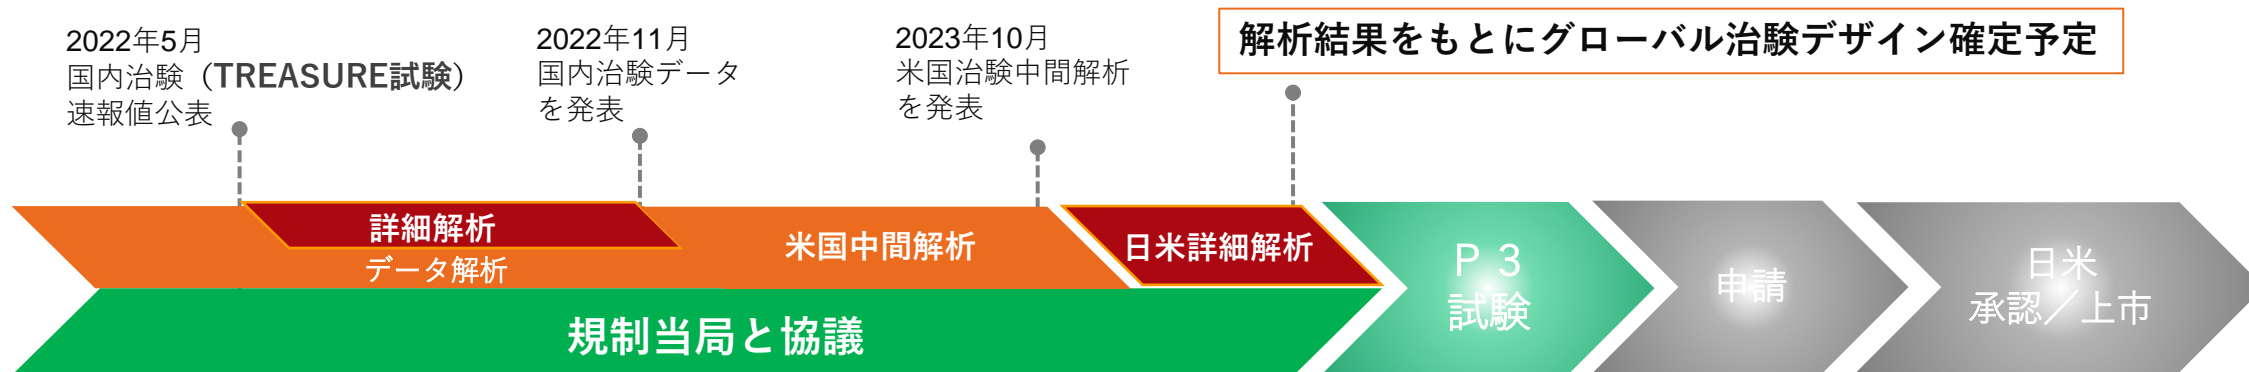 2022年5月
国内治験（TREASURE試験）
速報値公表
2022年11月
国内治験データ
を発表
2023年10月
米国治験中間解析
を発表
解析結果をもとにグローバル治験デザイン確定予定
詳細解析
データ解析
米国中間解析
日米詳細解析
規制当局と協議
Ｐ３
試験
申請
日米
承認／上市